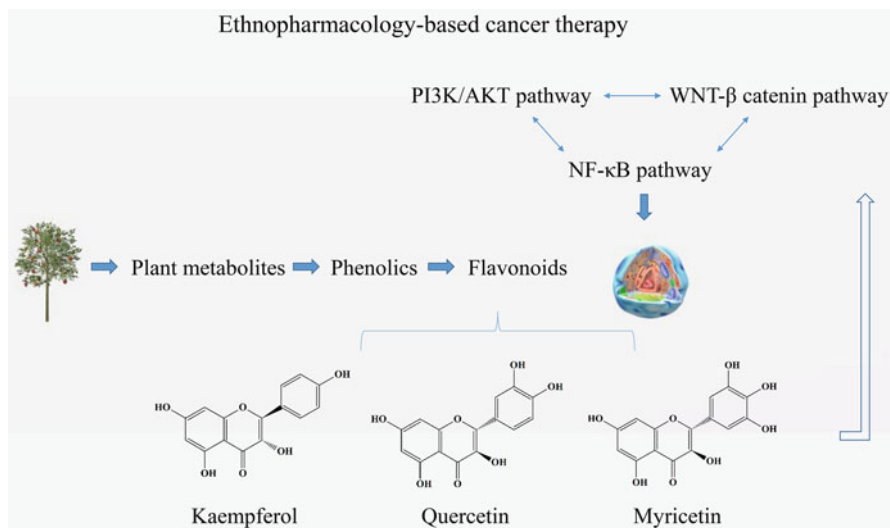 Ethnopharmacology-based cancer therapy
PI3K/AKT pathway
WNT-β catenin pathway
NF-κB pathway
Plant metabolites
Phenolics
Flavonoids
OH
HO
O
OH
OH
O
OH
OH
HO
O
OH
OH
O
OH
OH
OH
HO
O
OH
OH
OH
O
Kaempferol
Quercetin
Myricetin